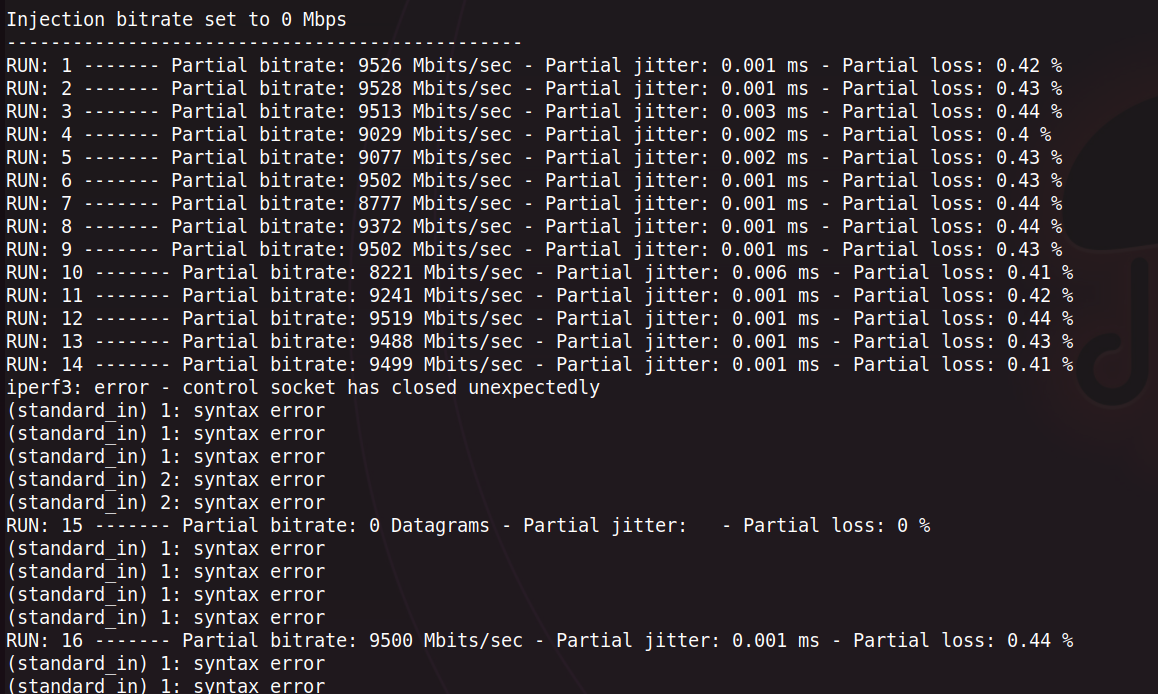 Injection bitrate set to 0 Mbps
-----------------------------------------------
RUN: 1 ------- Partial bitrate: 9526 Mbits/sec - Partial jitter: 0.001 ms - Partial loss: 0.42 %
RUN: 2 ------- Partial bitrate: 9528 Mbits/sec - Partial jitter: 0.001 ms - Partial loss: 0.43 %
RUN: 3 ------- Partial bitrate: 9513 Mbits/sec - Partial jitter: 0.003 ms - Partial loss: 0.44 %
RUN: 4 ------- Partial bitrate: 9029 Mbits/sec - Partial jitter: 0.002 ms - Partial loss: 0.4 %
RUN: 5 ------- Partial bitrate: 9077 Mbits/sec - Partial jitter: 0.002 ms - Partial loss: 0.43 %
RUN: 6 ------- Partial bitrate: 9502 Mbits/sec - Partial jitter: 0.001 ms - Partial loss: 0.43 %
RUN: 7 ------- Partial bitrate: 8777 Mbits/sec - Partial jitter: 0.001 ms - Partial loss: 0.44 %
RUN: 8 ------- Partial bitrate: 9372 Mbits/sec - Partial jitter: 0.001 ms - Partial loss: 0.44 %
RUN: 9 ------- Partial bitrate: 9502 Mbits/sec - Partial jitter: 0.001 ms - Partial loss: 0.43 %
RUN: 10 ------- Partial bitrate: 8221 Mbits/sec - Partial jitter: 0.006 ms - Partial loss: 0.41 %
RUN: 11 ------- Partial bitrate: 9241 Mbits/sec - Partial jitter: 0.001 ms - Partial loss: 0.42 %
RUN: 12 ------- Partial bitrate: 9519 Mbits/sec - Partial jitter: 0.001 ms - Partial loss: 0.44 %
RUN: 13 ------- Partial bitrate: 9488 Mbits/sec - Partial jitter: 0.001 ms - Partial loss: 0.43 %
RUN: 14 ------- Partial bitrate: 9499 Mbits/sec - Partial jitter: 0.001 ms - Partial loss: 0.41 %
iperf3: error - control socket has closed unexpectedly
(standard_in) 1: syntax error
(standard_in) 1: syntax error
(standard_in) 1: syntax error
(standard_in) 2: syntax error
(standard_in) 2: syntax error
RUN: 15 ------- Partial bitrate: 0 Datagrams - Partial jitter:   - Partial loss: 0 %
(standard_in) 1: syntax error
(standard_in) 1: syntax error
(standard_in) 1: syntax error
(standard_in) 1: syntax error
RUN: 16 ------- Partial bitrate: 9500 Mbits/sec - Partial jitter: 0.001 ms - Partial loss: 0.44 %
(standard_in) 1: syntax error
(standard_in) 1: syntax error